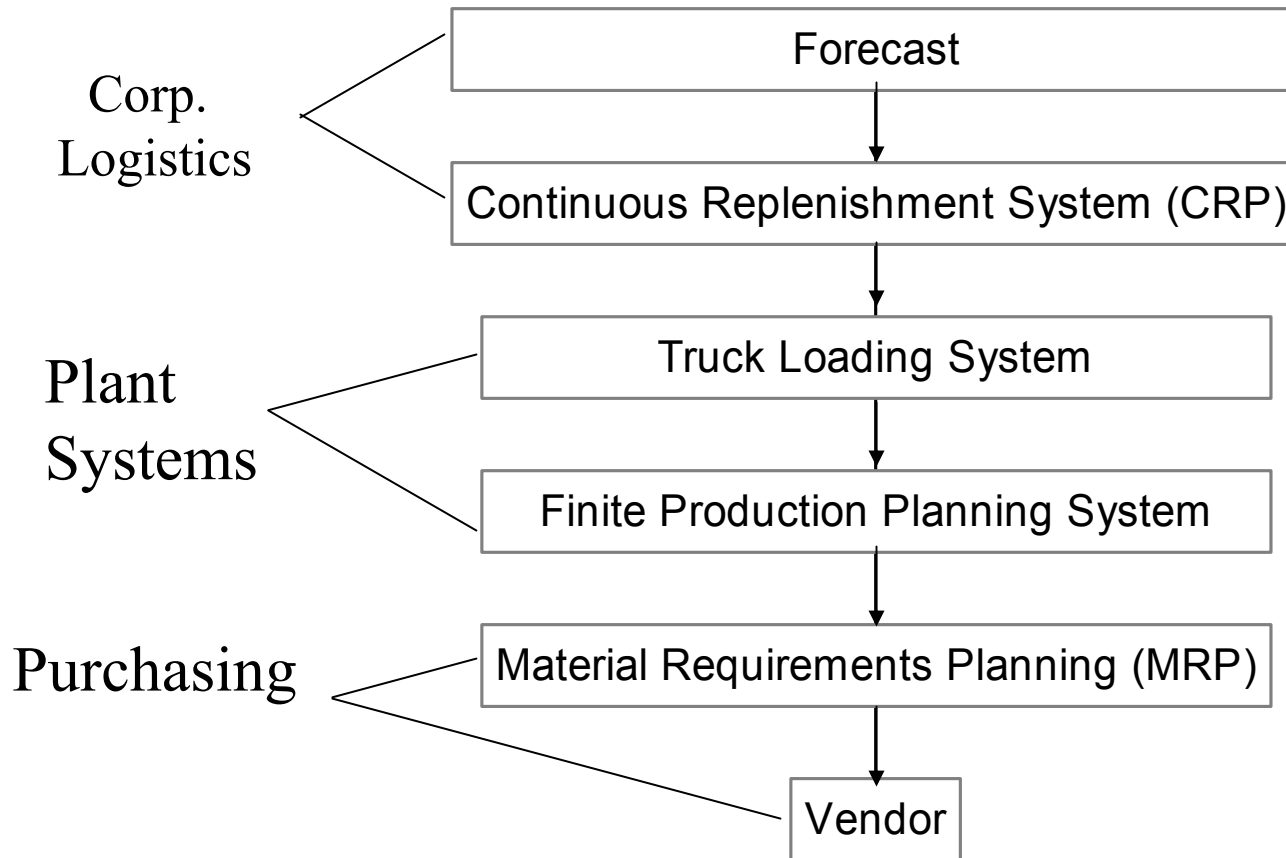 Forecast
Corp.
Logistics
Continuous Replenishment System (CRP)
Truck Loading System
Plant
Systems
Finite Production Planning System
Purchasing
Material Requirements Planning (MRP)
Vendor